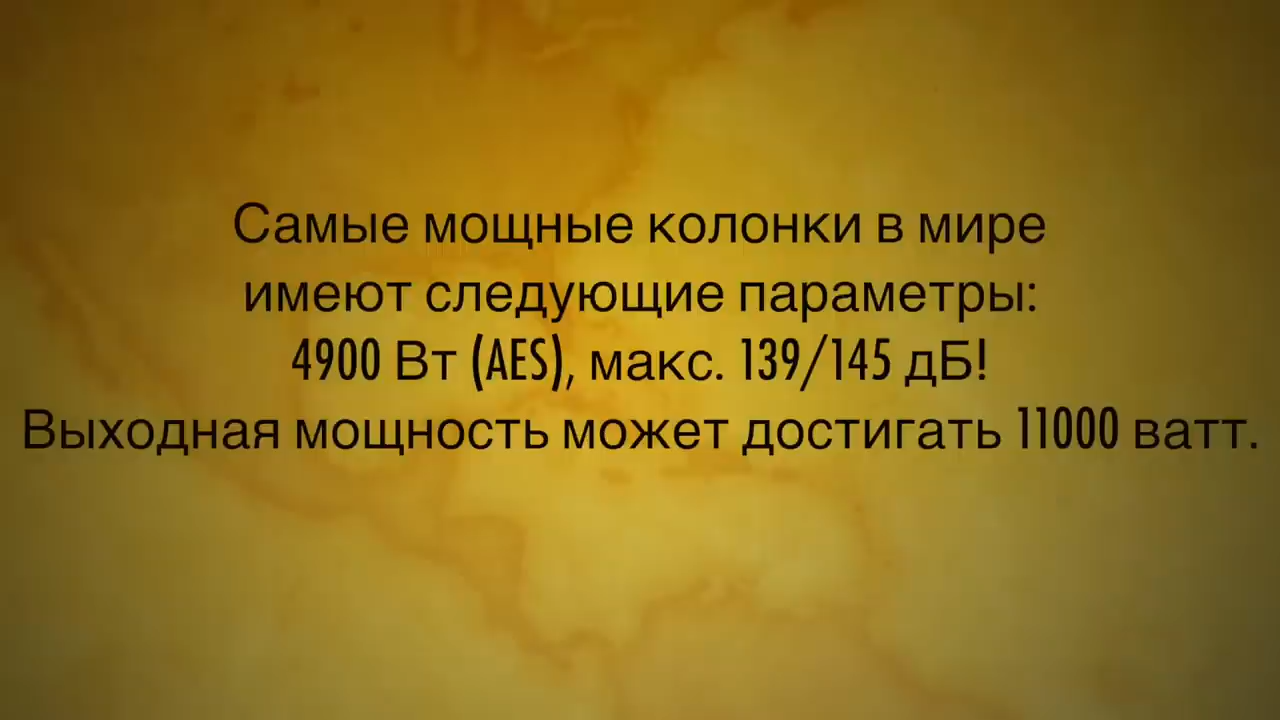 Самые мощные колонки в мире
имеют следующие параметры:
4900 Вт (AES), макс. 139/145 дБ!
Выходная мощность может достигать 11000 ватт.